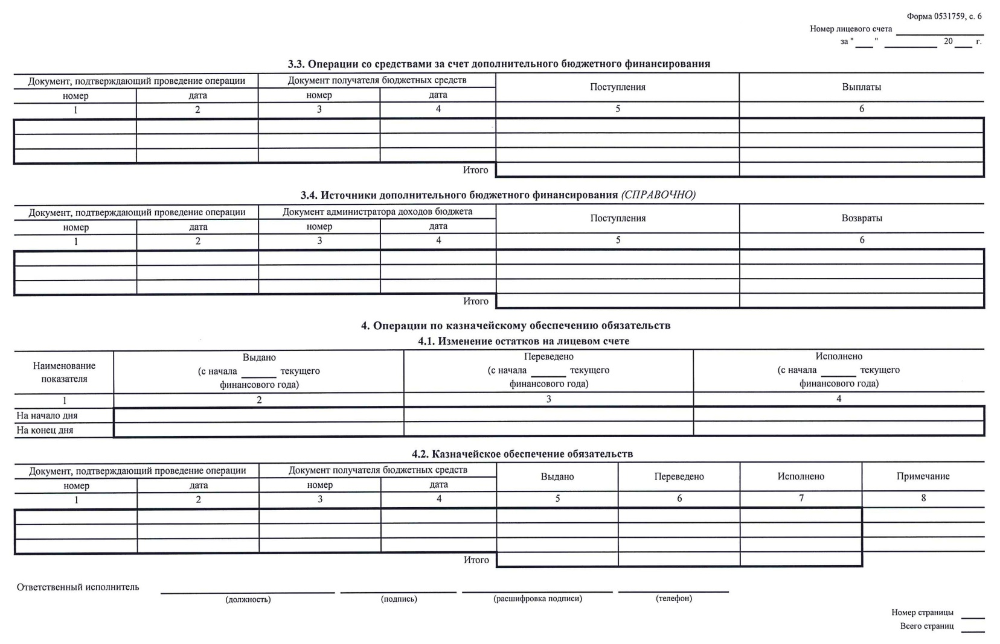 Форма 0531759, с. 6
Номер лицевого счета
за " " 20 г.
3.3. Операции со средствами за счет дополнительного бюджетного финансирования
Документ, подтверждающий проведение операции Документ получателя бюджетных средств Поступления Выплаты
номер дата номер дата
1 2 3 4 5 6
Итого
3.4. Источники дополнительного бюджетного финансирования (СПРАВОЧНО)
Документ, подтверждающий проведение операции Документ администратора доходов бюджета Поступления Возвраты
номер дата номер дата
1 2 3 4 5 6
Итого
4. Операции по казначейскому обеспечению обязательств
4.1. Изменение остатков на лицевом счете
Наименование показателя
Выдано
(с начала текущего
финансового года)
Переведено
(с начала текущего
финансового года)
Исполнено
(с начала текущего
финансового года)
1 2 3 4
На начало дня
На конец дня
4.2. Казначейское обеспечение обязательств
Документ, подтверждающий проведение операции Документ получателя бюджетных средств Выдано Переведено Исполнено Примечание
номер дата номер дата
1 2 3 4 5 6 7 8
Итого
Ответственный исполнитель
(должность) (подпись) (расшифровка подписи) (телефон)
Номер страницы
Всего страниц